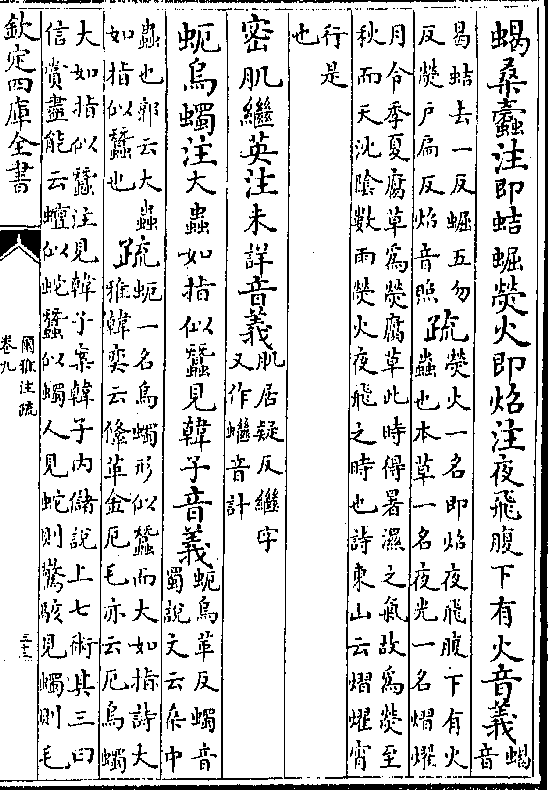 蝎桑蠹注即蛣𧌑熒火即炤注夜飛腹下有火音義蝎音
曷蛣去一反𧌑五勿
反熒戶扃反炤音照疏熒火一名即炤夜飛腹下有火
蟲也本草一名夜光一名熠燿
月令季夏腐草爲熒腐草此時得暑濕之氣故爲熒至
秋而天沈陰數雨熒火夜飛之時也詩東山云熠燿宵
行是
也
密肌繼英注未詳音義肌居疑反繼字
又作蠿音計
蚅烏蠋注大蟲如指似蠶見韓子音義蚅烏革反蠋音
蜀說文云桑中
蟲也郭云大蟲
如指似蠶也疏蚅一名烏蠋形似蠶而大如指詩大
雅韓奕云鞗革金厄毛亦云厄烏蠋
大如指似蠶注見韓子案韓子内儲說上七術其三曰
信賞盡能云蟺似蛇蠶似蠋人見蛇則驚駭見蠋則毛
欽定四庫全書
爾雅注疏
卷九
三十三